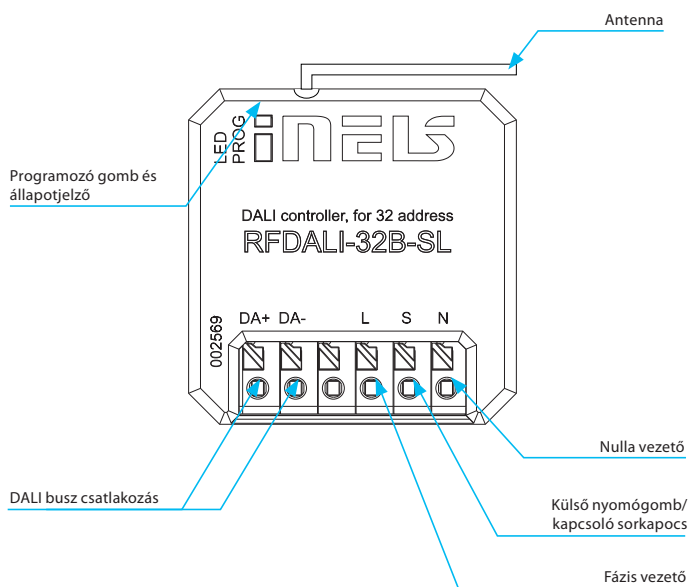 Antenna
LED
PROG
iNELS
Programozó gomb és
állapotjelző
DALI controller, for 32 address
RFDALI-32B-SL
002569
DA+ DA- L S N
Nulla vezető
DALI busz csatlakozás
Külső nyomógomb/
kapcsoló sorkapocs
Fázis vezető